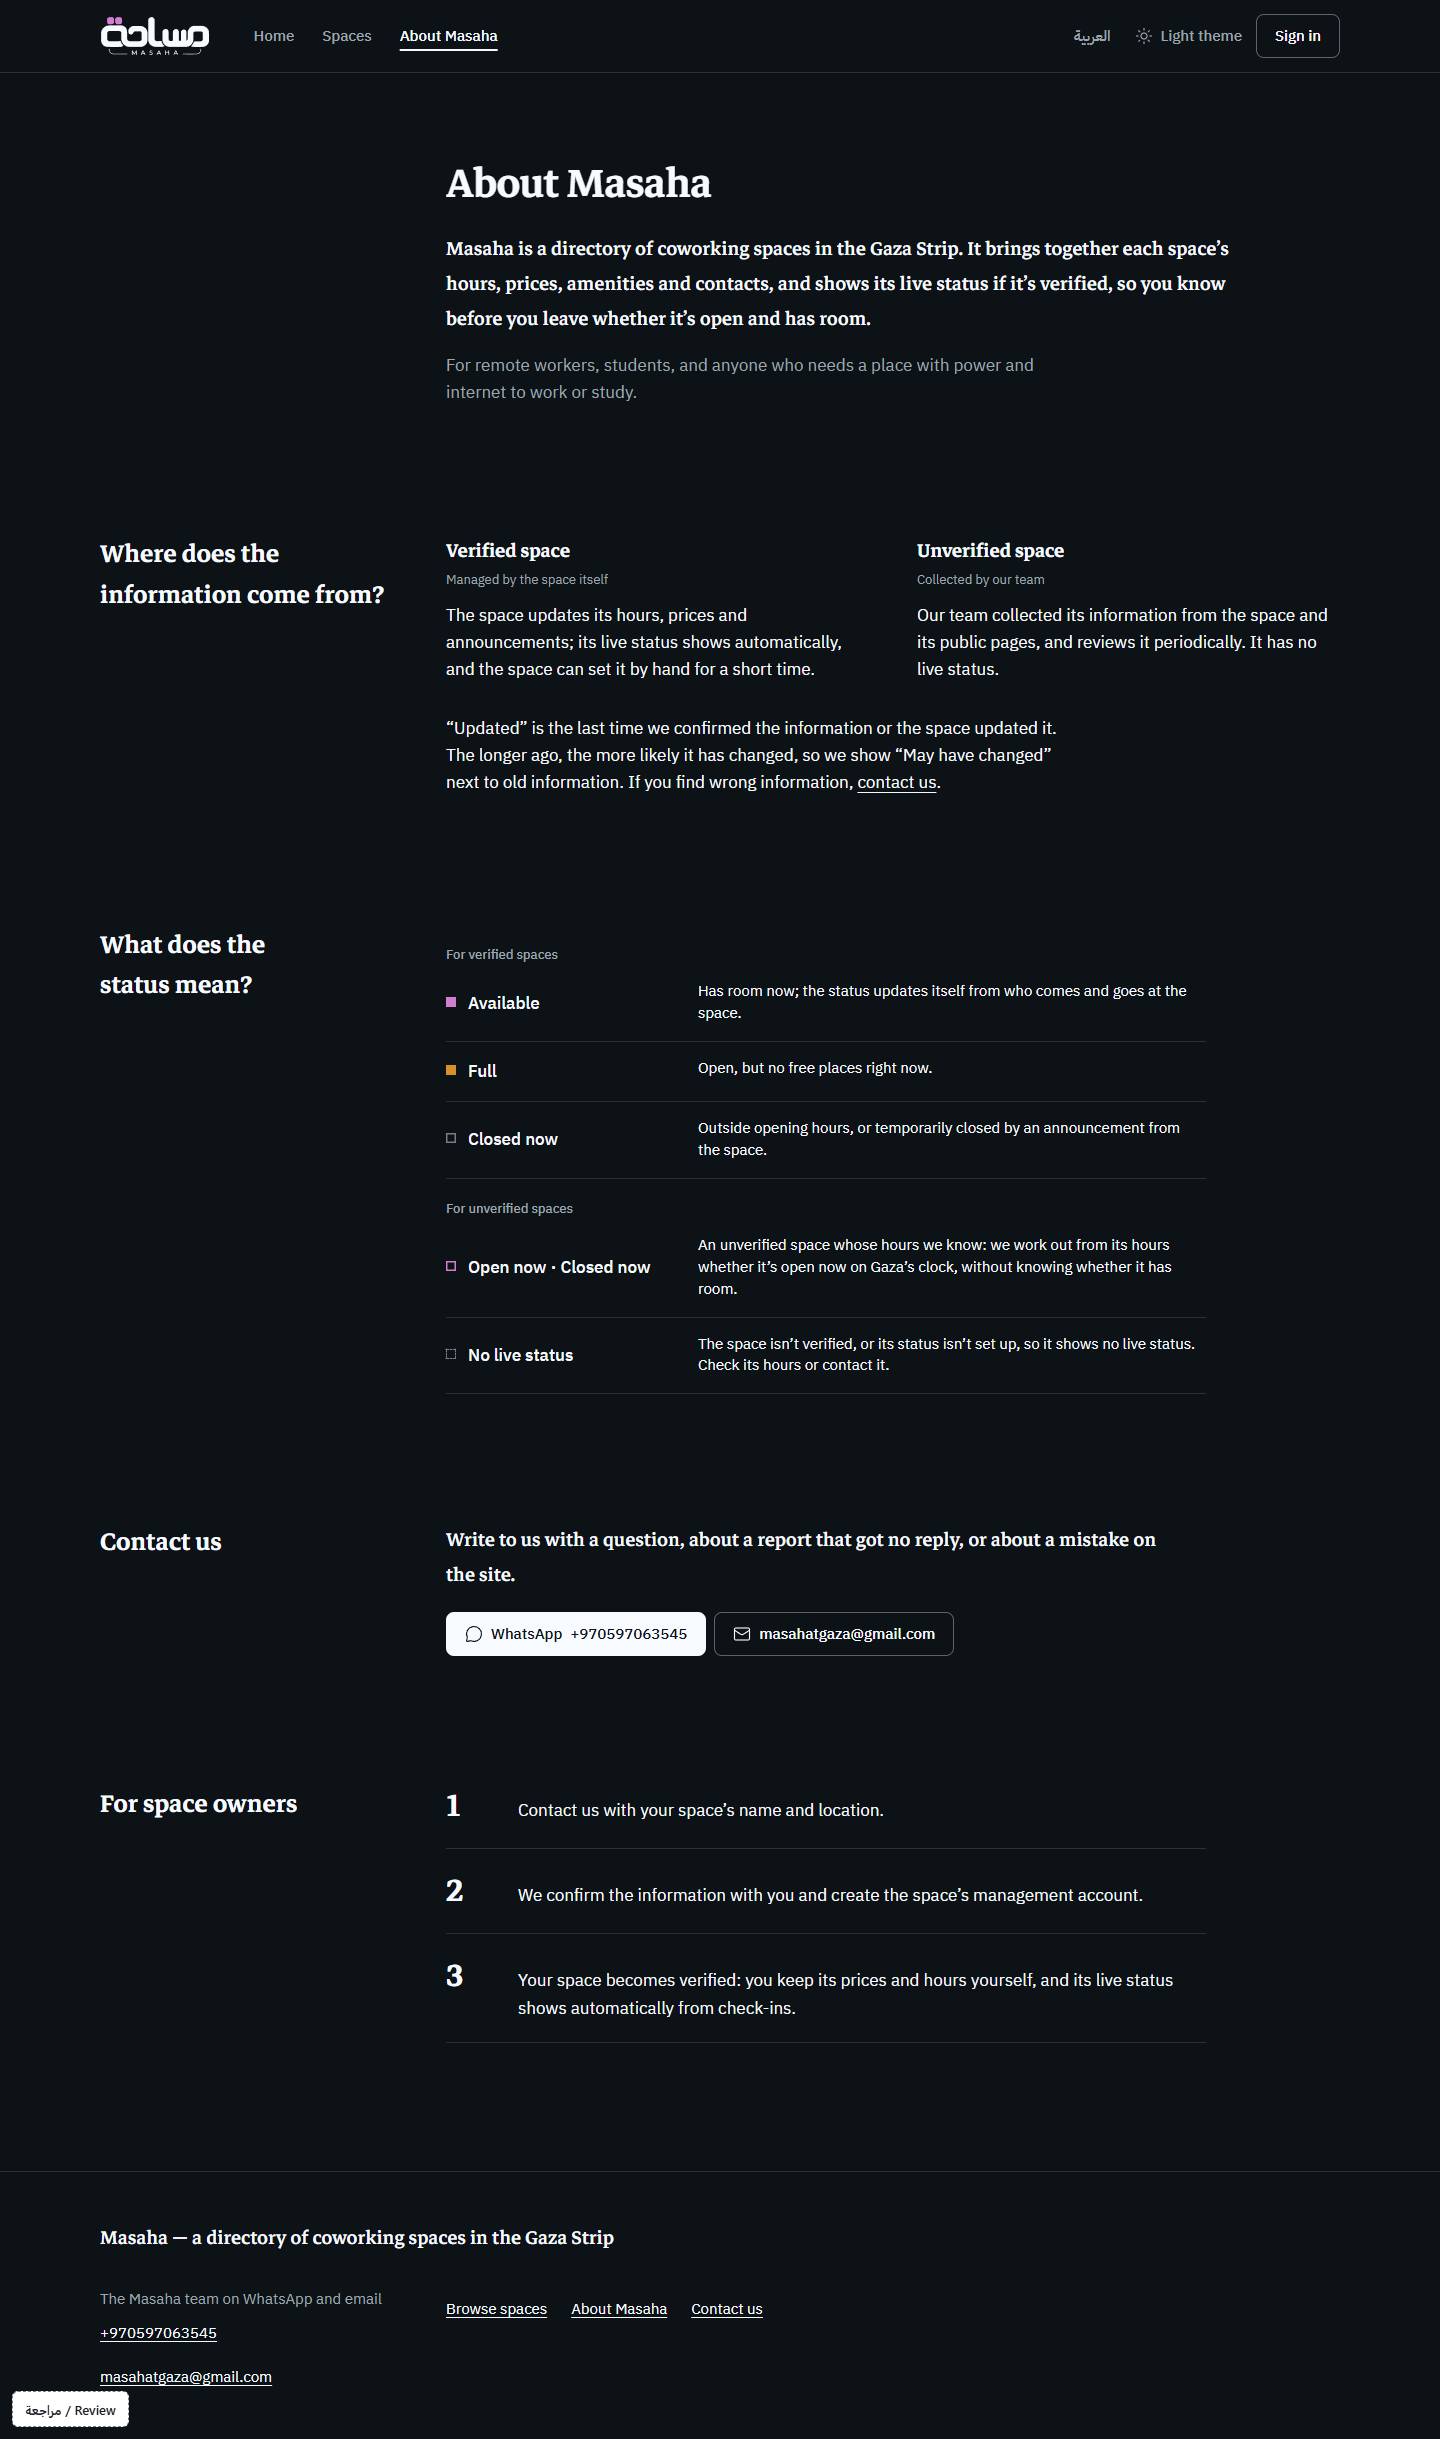 مساحة
MASAHA
Home
Spaces
About Masaha
العربية
Light theme
Sign in
About Masaha
Masaha is a directory of coworking spaces in the Gaza Strip. It brings together each space’s
hours, prices, amenities and contacts, and shows its live status if it’s verified, so you know
before you leave whether it’s open and has room.
For remote workers, students, and anyone who needs a place with power and
internet to work or study.
Where does the
information come from?
Verified space
Managed by the space itself
The space updates its hours, prices and
announcements; its live status shows automatically,
and the space can set it by hand for a short time.
Unverified space
Collected by our team
Our team collected its information from the space and
its public pages, and reviews it periodically. It has no
live status.
“Updated” is the last time we confirmed the information or the space updated it.
The longer ago, the more likely it has changed, so we show “May have changed”
next to old information. If you find wrong information, contact us.
What does the
status mean?
For verified spaces
Available
Has room now; the status updates itself from who comes and goes at the
space.
Full
Open, but no free places right now.
Closed now
Outside opening hours, or temporarily closed by an announcement from
the space.
For unverified spaces
Open now · Closed now
An unverified space whose hours we know: we work out from its hours
whether it’s open now on Gaza’s clock, without knowing whether it has
room.
No live status
The space isn’t verified, or its status isn’t set up, so it shows no live status.
Check its hours or contact it.
Contact us
Write to us with a question, about a report that got no reply, or about a mistake on
the site.
WhatsApp +970597063545
masahatgaza@gmail.com
For space owners
1
Contact us with your space’s name and location.
2
We confirm the information with you and create the space’s management account.
3
Your space becomes verified: you keep its prices and hours yourself, and its live status
shows automatically from check-ins.
Masaha — a directory of coworking spaces in the Gaza Strip
The Masaha team on WhatsApp and email
+970597063545
masahatgaza@gmail.com
Browse spaces
About Masaha
Contact us
مراجعة / Review